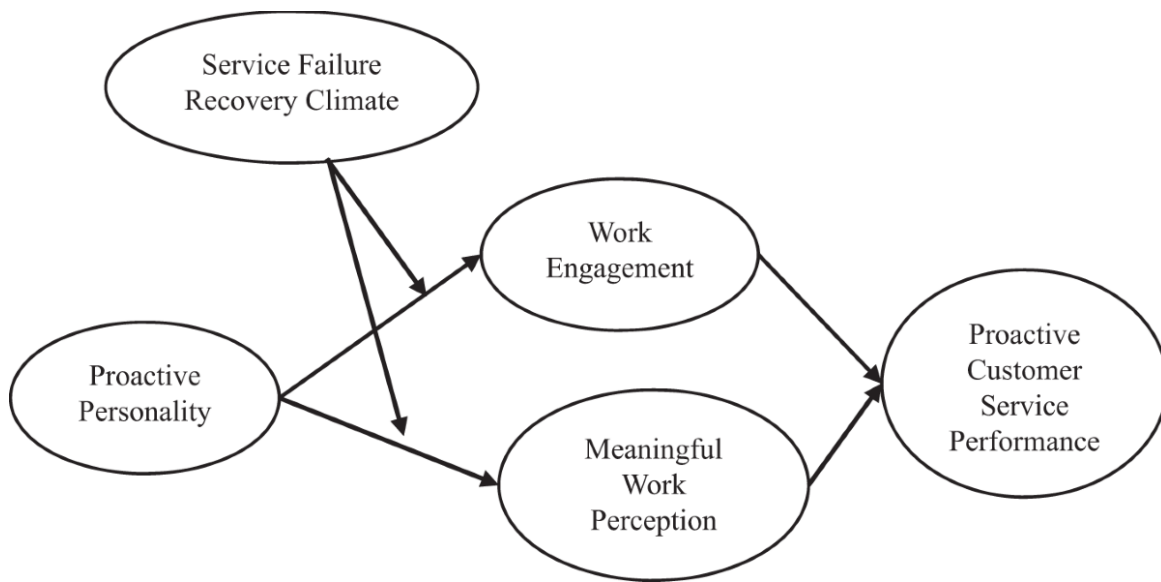 Service Failure
Recovery Climate
Work
Engagement
Proactive
Personality
Meaningful
Work
Perception
Proactive
Customer
Service
Performance